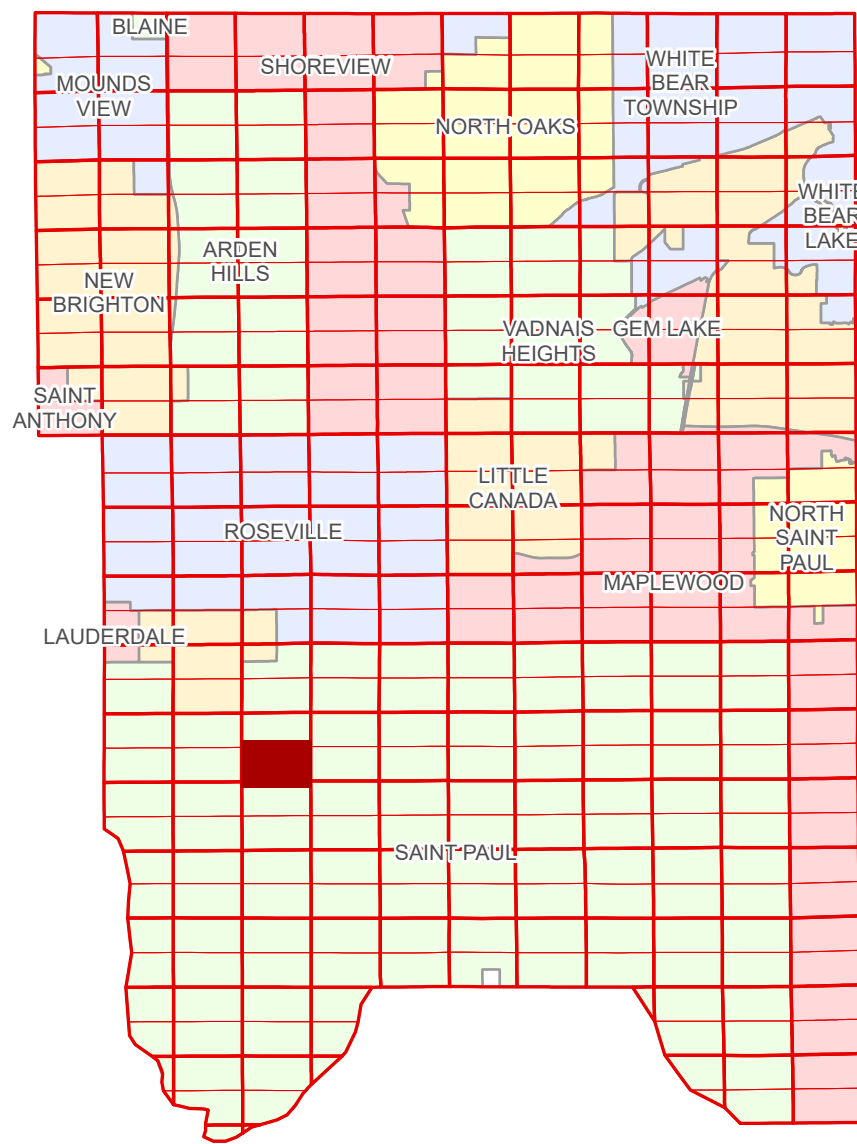 BLAINE
SHOREVIEW
WHITE
BEAR
TOWNSHIP
MOUNDS
VIEW
NORTH OAKS
WHITE
BEAR
LAKE
ARDEN
HILLS
NEW
BRIGHTON
VADNAIS
HEIGHTS
GEM LAKE
SAINT
ANTHONY
LITTLE
CANADA
NORTH
SAINT
PAUL
ROSEVILLE
MAPLEWOOD
LAUDERDALE
SAINT PAUL